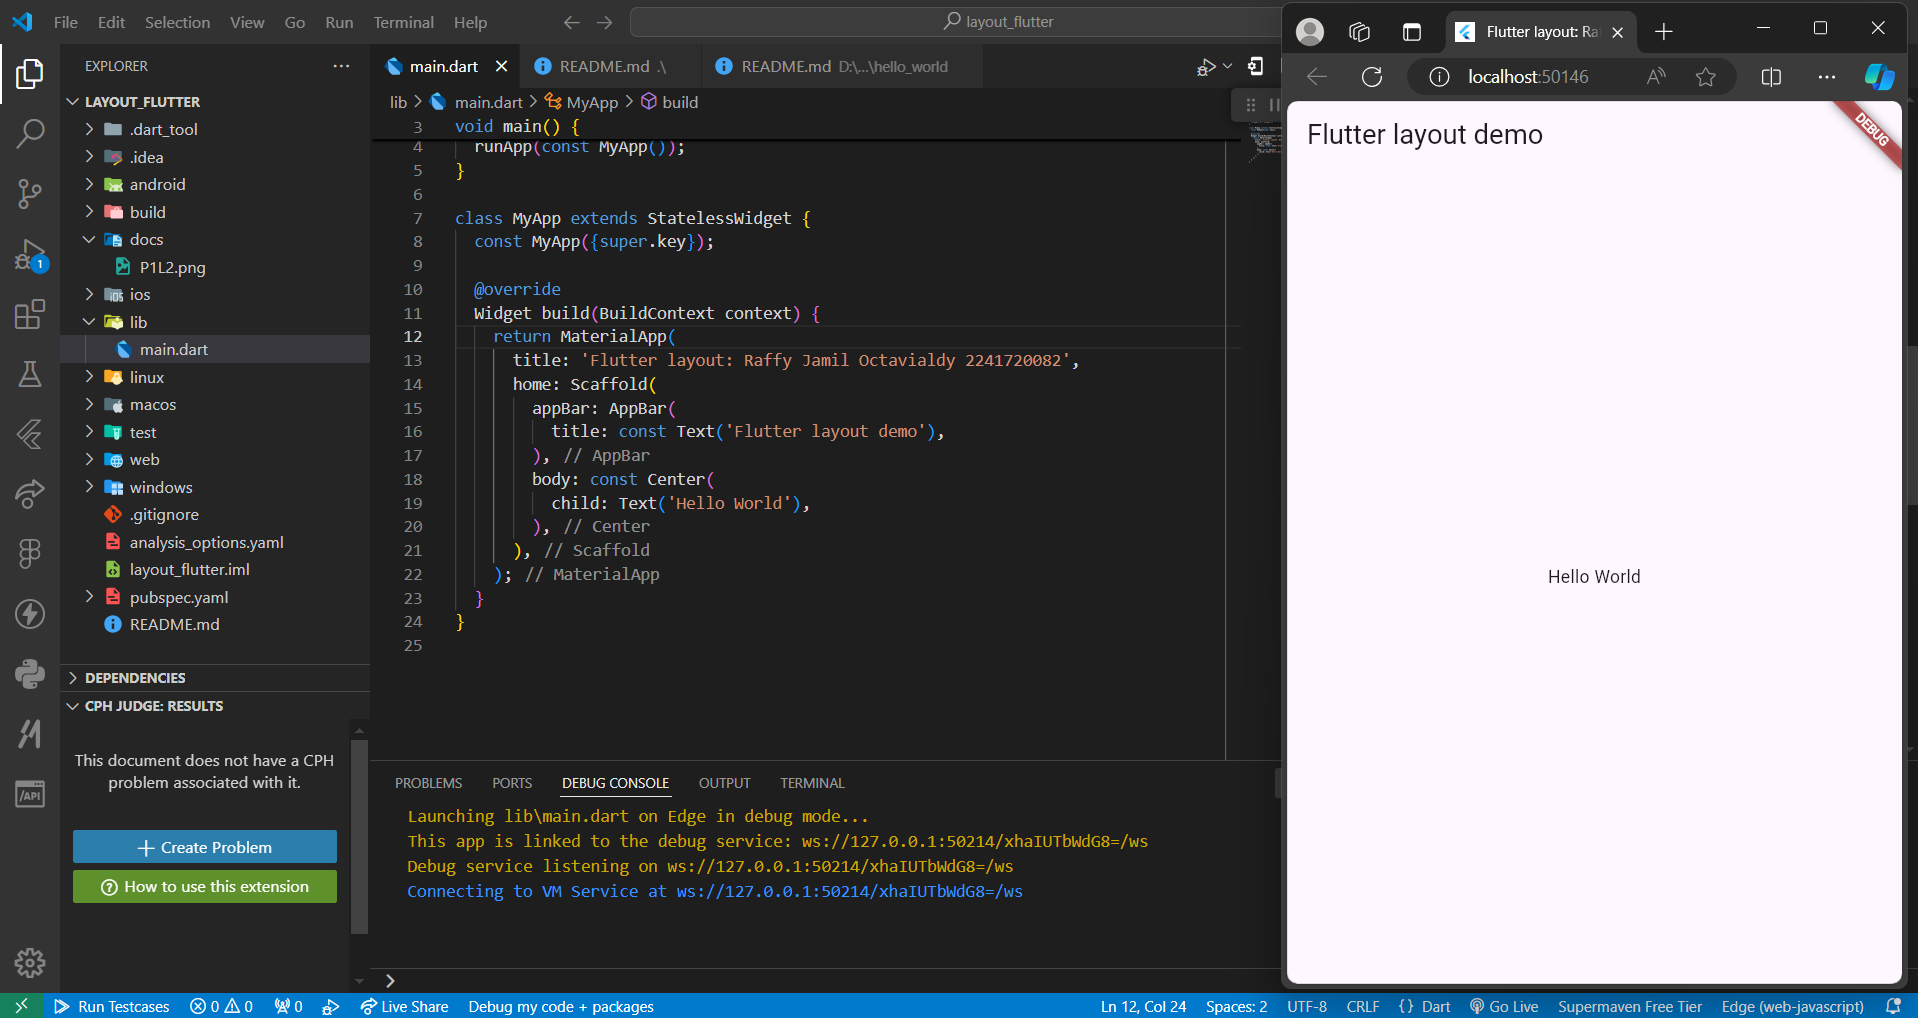 File Edit Selection View Go Run Terminal Help
layout_flutter
EXPLORER
LAYOUT_FLUTTER
.dart_tool
.idea
android
build
docs
P1L2.png
ios
lib
main.dart
linux
macos
test
web
windows
.gitignore
analysis_options.yaml
layout_flutter.iml
pubspec.yaml
README.md
DEPENDENCIES
CPH JUDGE: RESULTS
This document does not have a CPH
problem associated with it.
Create Problem
How to use this extension
main.dart README.md .\ README.md D:\...\hello_world
lib > main.dart > MyApp > build
3 void main() {
4 runApp(const MyApp());
5 }
6
7 class MyApp extends StatelessWidget {
8 const MyApp({super.key});
9
10 @override
11 Widget build(BuildContext context) {
12 return MaterialApp(
13 title: 'Flutter layout: Raffy Jamil Octavialdy 2241720082',
14 home: Scaffold(
15 appBar: AppBar(
16 title: const Text('Flutter layout demo'),
17 ), // AppBar
18 body: const Center(
19 child: Text('Hello World'),
20 ), // Center
21 ), // Scaffold
22 ); // MaterialApp
23 }
24 }
25
PROBLEMS PORTS DEBUG CONSOLE OUTPUT TERMINAL
Launching lib\main.dart on Edge in debug mode...
This app is linked to the debug service: ws://127.0.0.1:50214/xhaIUTbWdG8=/ws
Debug service listening on ws://127.0.0.1:50214/xhaIUTbWdG8=/ws
Connecting to VM Service at ws://127.0.0.1:50214/xhaIUTbWdG8=/ws
Flutter layout: Ra
localhost:50146
Flutter layout demo
DEBUG
Hello World
1
/API
Run Testcases 0 0 0 Live Share Debug my code + packages Ln 12, Col 24 Spaces: 2 UTF-8 CRLF {} Dart Go Live Supermaven Free Tier Edge (web-javascript)